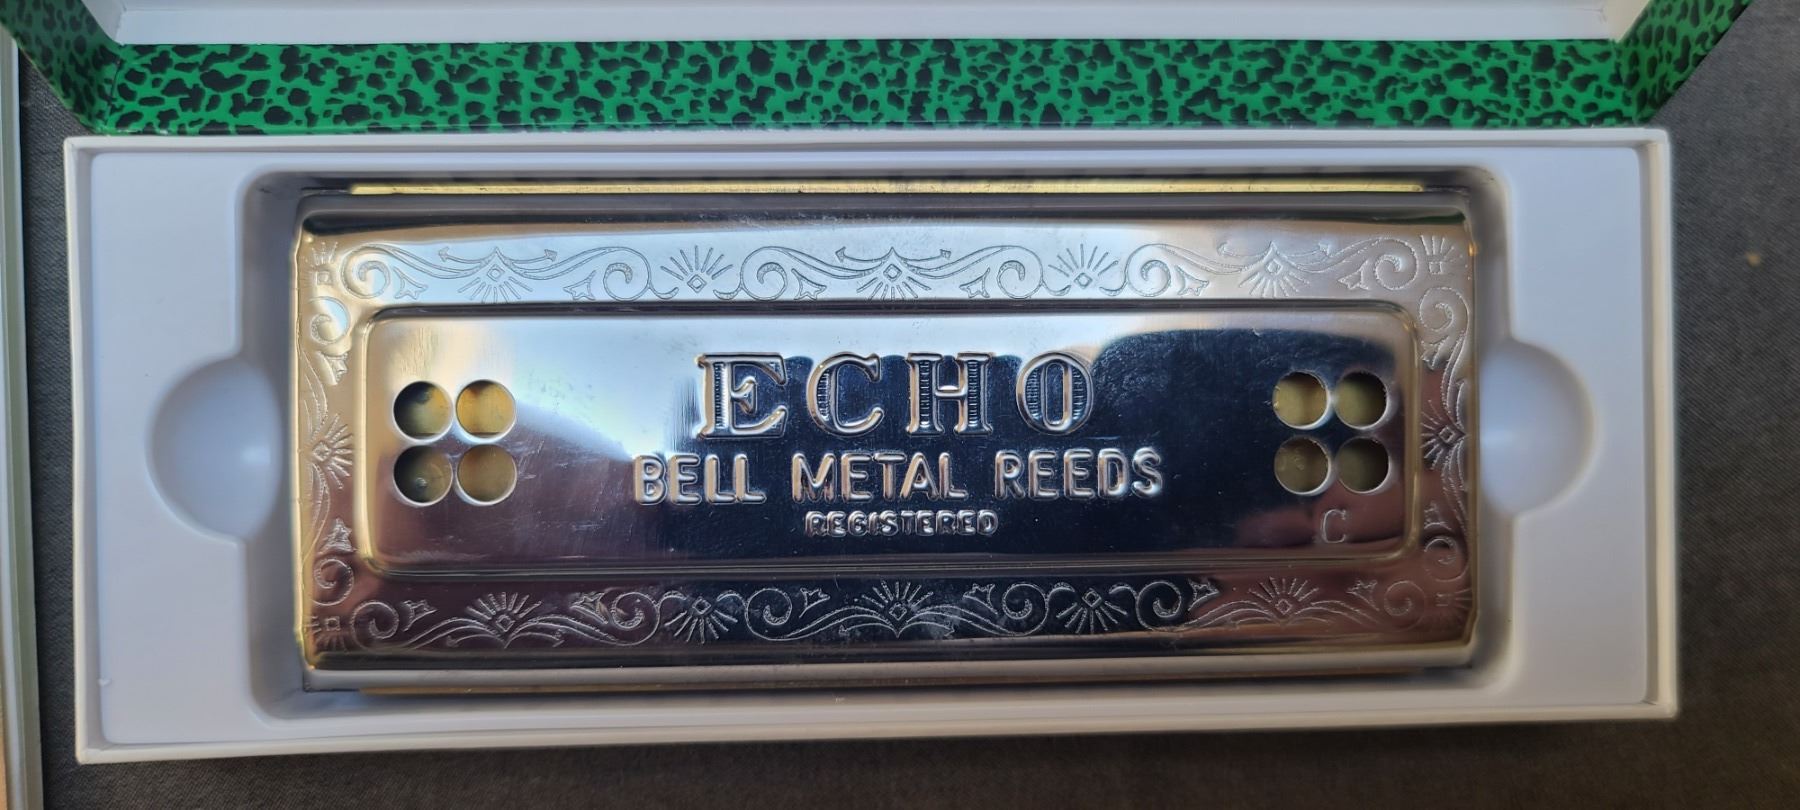 ECHO
BELL METAL REEDS
REGISTERED
C